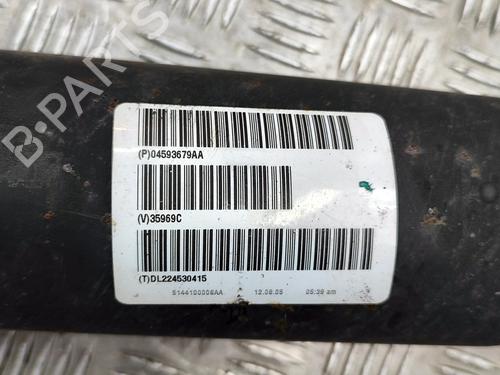 B-PARTS
(P)04593679AA
(V)35969C
(T)DL224530415
5144100006AA 12.08.05 05:39 am